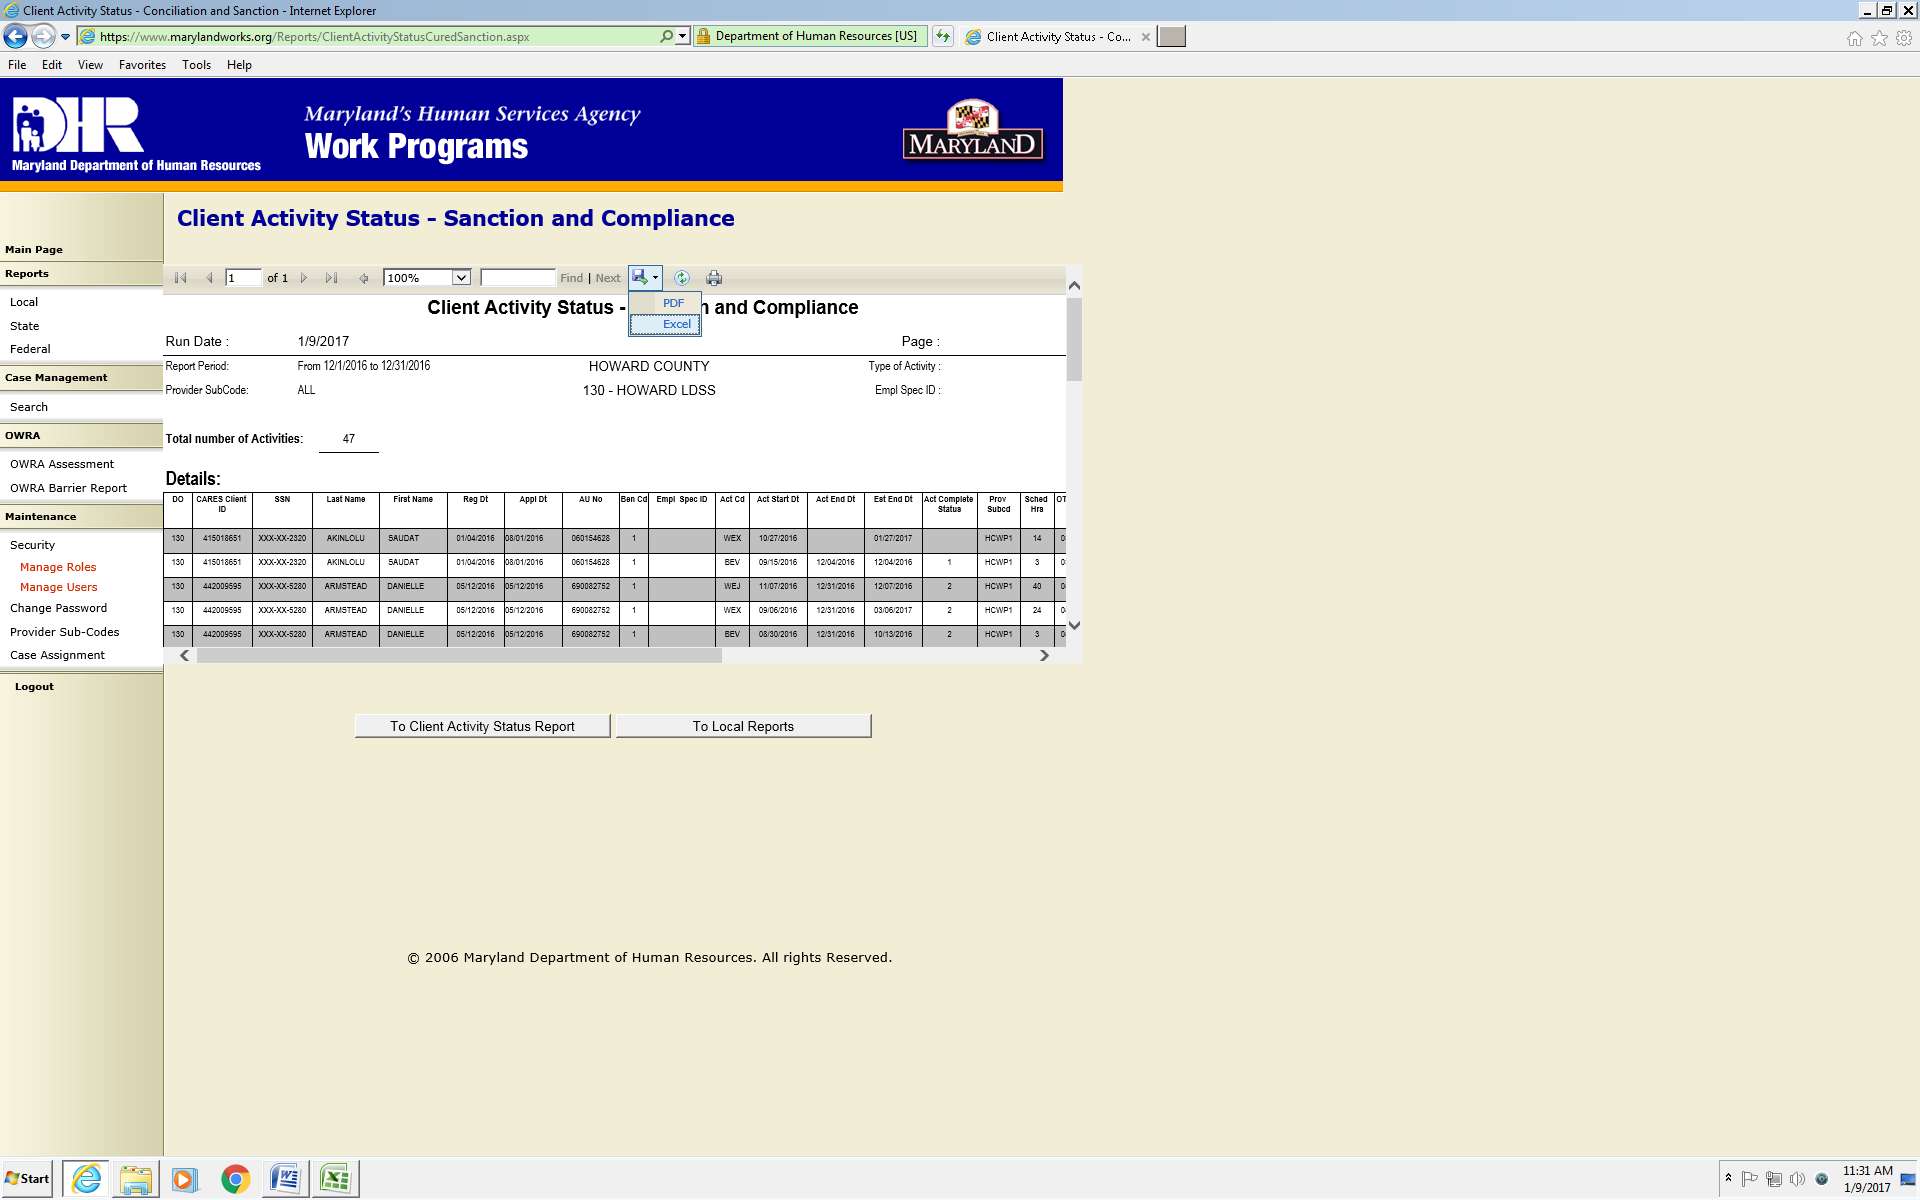 Client Activity Status - Conciliation and Sanction - Internet Explorer
https://www.marylandworks.org/Reports/ClientActivityStatusCuredSanction.aspx
Department of Human Resources [US]
Client Activity Status - Co...
File Edit View Favorites Tools Help
DHR
Maryland Department of Human Resources
Maryland's Human Services Agency
Work Programs
MARYLAND
Client Activity Status - Sanction and Compliance
Main Page
Reports
Local
State
Federal
Case Management
Search
OWRA
OWRA Assessment
OWRA Barrier Report
Maintenance
Security
Manage Roles
Manage Users
Change Password
Provider Sub-Codes
Case Assignment
Logout
1 of 1 100% Find | Next
PDF
Excel
Client Activity Status - n and Compliance
Run Date : 1/9/2017 Page :
Report Period: From 12/1/2016 to 12/31/2016 HOWARD COUNTY Type of Activity :
Provider SubCode: ALL 130 - HOWARD LDSS Empl Spec ID :
Total number of Activities: 47
Details:
DO CARES Client ID SSN Last Name First Name Reg Dt Appl Dt AU No Ben Cd Empl Spec ID Act Cd Act Start Dt Act End Dt Est End Dt Act Complete Status Prov Subcd Sched Hrs OT
130 415018651 XXX-XX-2320 AKINLOLU SAUDAT 01/04/2016 08/01/2016 060154628 1 WEX 10/27/2016 01/27/2017 HCWP1 14 0
130 415018651 XXX-XX-2320 AKINLOLU SAUDAT 01/04/2016 08/01/2016 060154628 1 BEV 09/15/2016 12/04/2016 12/04/2016 1 HCWP1 3 0
130 442009595 XXX-XX-5280 ARMSTEAD DANIELLE 05/12/2016 05/12/2016 690082752 1 WEJ 11/07/2016 12/31/2016 12/07/2016 2 HCWP1 40 0
130 442009595 XXX-XX-5280 ARMSTEAD DANIELLE 05/12/2016 05/12/2016 690082752 1 WEX 09/06/2016 12/31/2016 03/06/2017 2 HCWP1 24 0
130 442009595 XXX-XX-5280 ARMSTEAD DANIELLE 05/12/2016 05/12/2016 690082752 1 BEV 08/30/2016 12/31/2016 10/13/2016 2 HCWP1 3 0
To Client Activity Status Report
To Local Reports
© 2006 Maryland Department of Human Resources. All rights Reserved.
Start
11:31 AM
1/9/2017